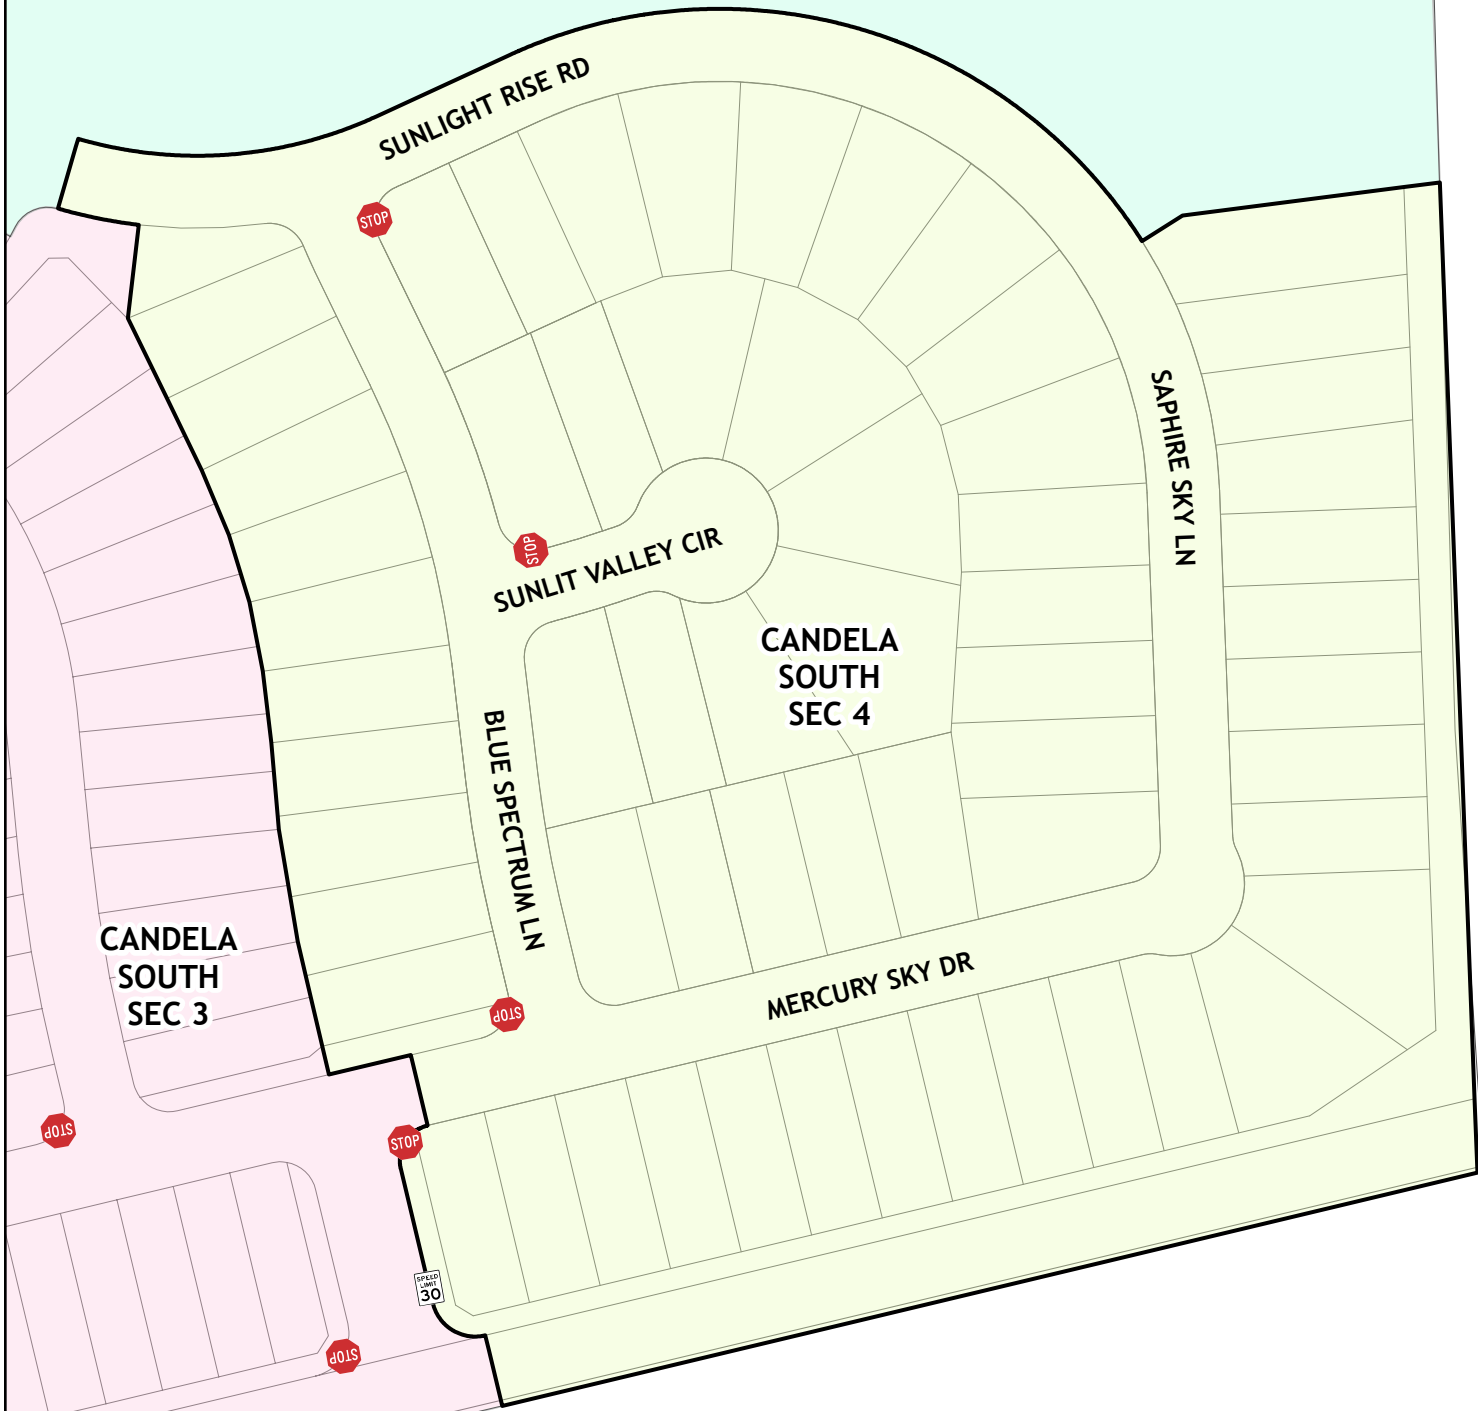 SUNLIGHT RISE RD
STOP
SAPHIRE SKY LN
STOP
SUNLIT VALLEY CIR
CANDELA
SOUTH
SEC 4
BLUE SPECTRUM LN
CANDELA
SOUTH
SEC 3
MERCURY SKY DR
STOP
STOP
STOP
SPEED
LIMIT
30
STOP